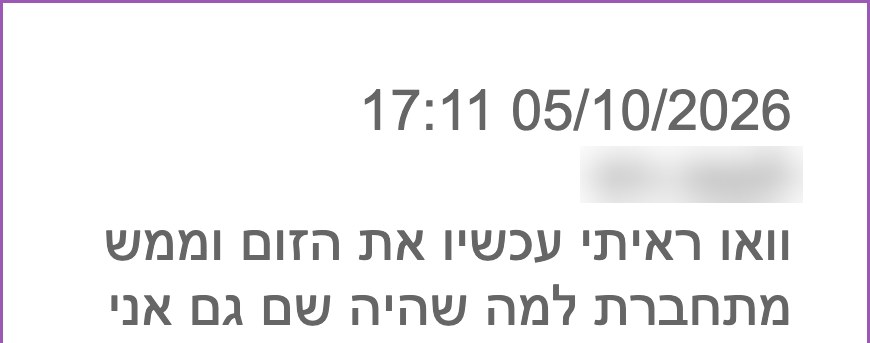 17:11 05/10/2026
וואו ראיתי עכשיו את הזום וממש
מתחברת למה שהיה שם גם אני